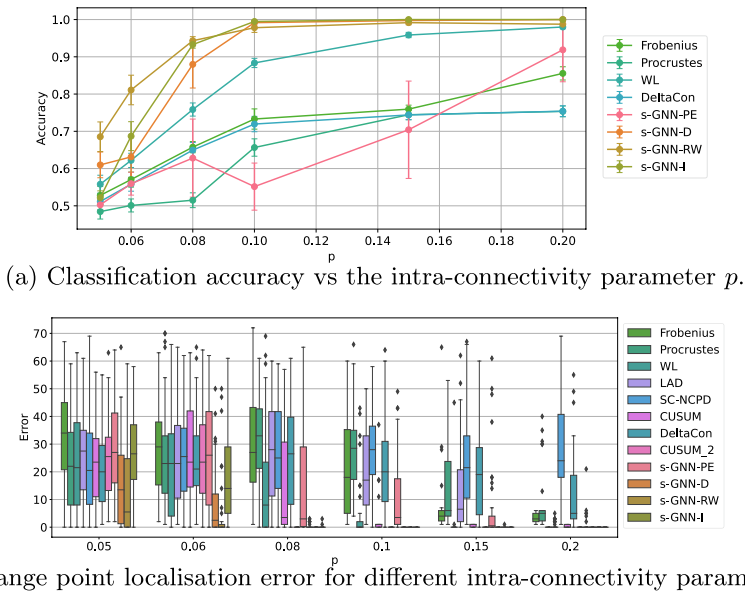 1.0
0.9
0.8
0.7
0.6
0.5
Accuracy
0.06
0.08
0.10
0.12
0.14
0.16
0.18
0.20
p
Frobenius
Procrustes
WL
DeltaCon
s-GNN-PE
s-GNN-D
s-GNN-RW
s-GNN-I
(a) Classification accuracy vs the intra-connectivity parameter p.
70
60
50
40
30
20
10
0
Error
0.05
0.06
0.08
0.1
0.15
0.2
p
Frobenius
Procrustes
WL
LAD
SC-NCPD
CUSUM
DeltaCon
CUSUM_2
s-GNN-PE
s-GNN-D
s-GNN-RW
s-GNN-I
ange point localisation error for different intra-connectivity param